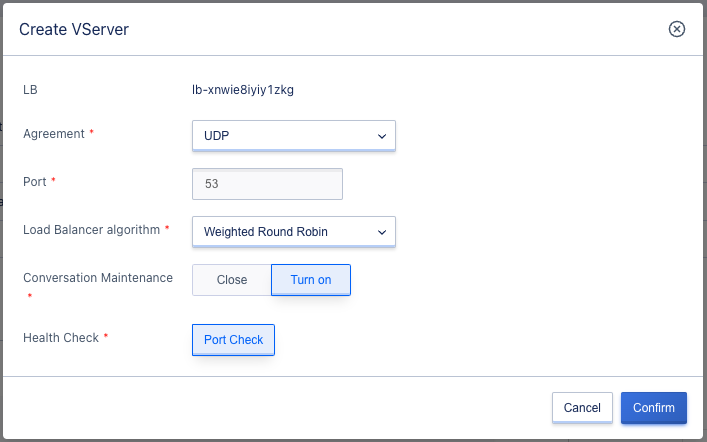 Create VServer
LB lb-xnwie8iyiy1zkg
Agreement * UDP
Port * 53
Load Balancer algorithm * Weighted Round Robin
Conversation Maintenance
* Close Turn on
Health Check * Port Check
Cancel Confirm